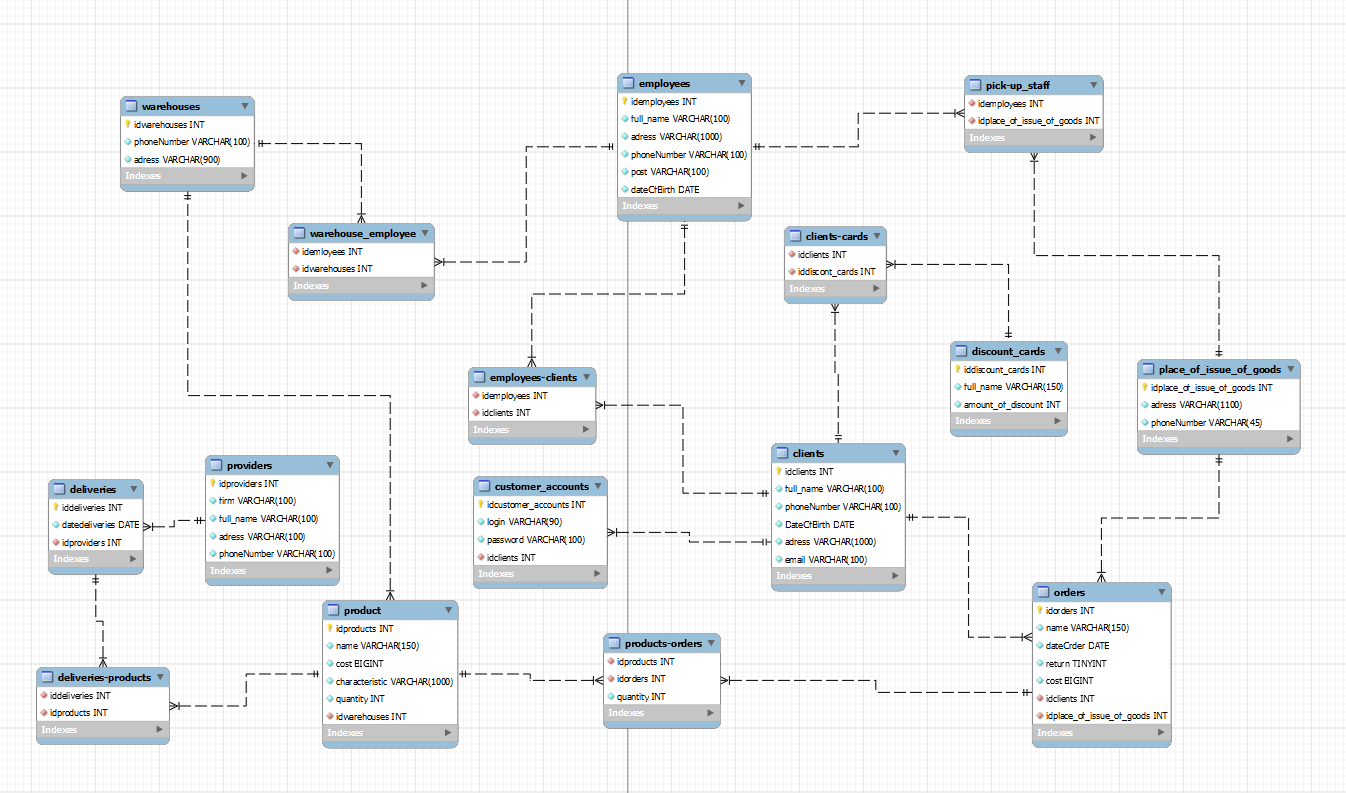 employees
idemployees INT
full_name VARCHAR(100)
adress VARCHAR(1000)
phoneNumber VARCHAR(100)
post VARCHAR(100)
dateOfBirth DATE
Indexes
pick-up_staff
idemployees INT
idplace_of_issue_of_goods INT
Indexes
warehouses
idwarehouses INT
phoneNumber VARCHAR(100)
adress VARCHAR(900)
Indexes
warehouse_employee
idemloyees INT
idwarehouses INT
Indexes
clients-cards
idclients INT
iddiscont_cards INT
Indexes
discount_cards
iddiscount_cards INT
full_name VARCHAR(150)
amount_of_discount INT
Indexes
place_of_issue_of_goods
idplace_of_issue_of_goods INT
adress VARCHAR(1100)
phoneNumber VARCHAR(45)
Indexes
employees-clients
idemployees INT
idclients INT
Indexes
clients
idclients INT
full_name VARCHAR(100)
phoneNumber VARCHAR(100)
DateOfBirth DATE
adress VARCHAR(1000)
email VARCHAR(100)
Indexes
providers
idproviders INT
firm VARCHAR(100)
full_name VARCHAR(100)
adress VARCHAR(100)
phoneNumber VARCHAR(100)
Indexes
deliveries
iddeliveries INT
datedeliveries DATE
idproviders INT
Indexes
customer_accounts
idcustomer_accounts INT
login VARCHAR(90)
password VARCHAR(100)
idclients INT
Indexes
orders
idorders INT
name VARCHAR(150)
dateCrder DATE
return TINYINT
cost BIGINT
idclients INT
idplace_of_issue_of_goods INT
Indexes
product
idproducts INT
name VARCHAR(150)
cost BIGINT
characteristic VARCHAR(1000)
quantity INT
idwarehouses INT
Indexes
products-orders
idproducts INT
idorders INT
quantity INT
Indexes
deliveries-products
iddeliveries INT
idproducts INT
Indexes